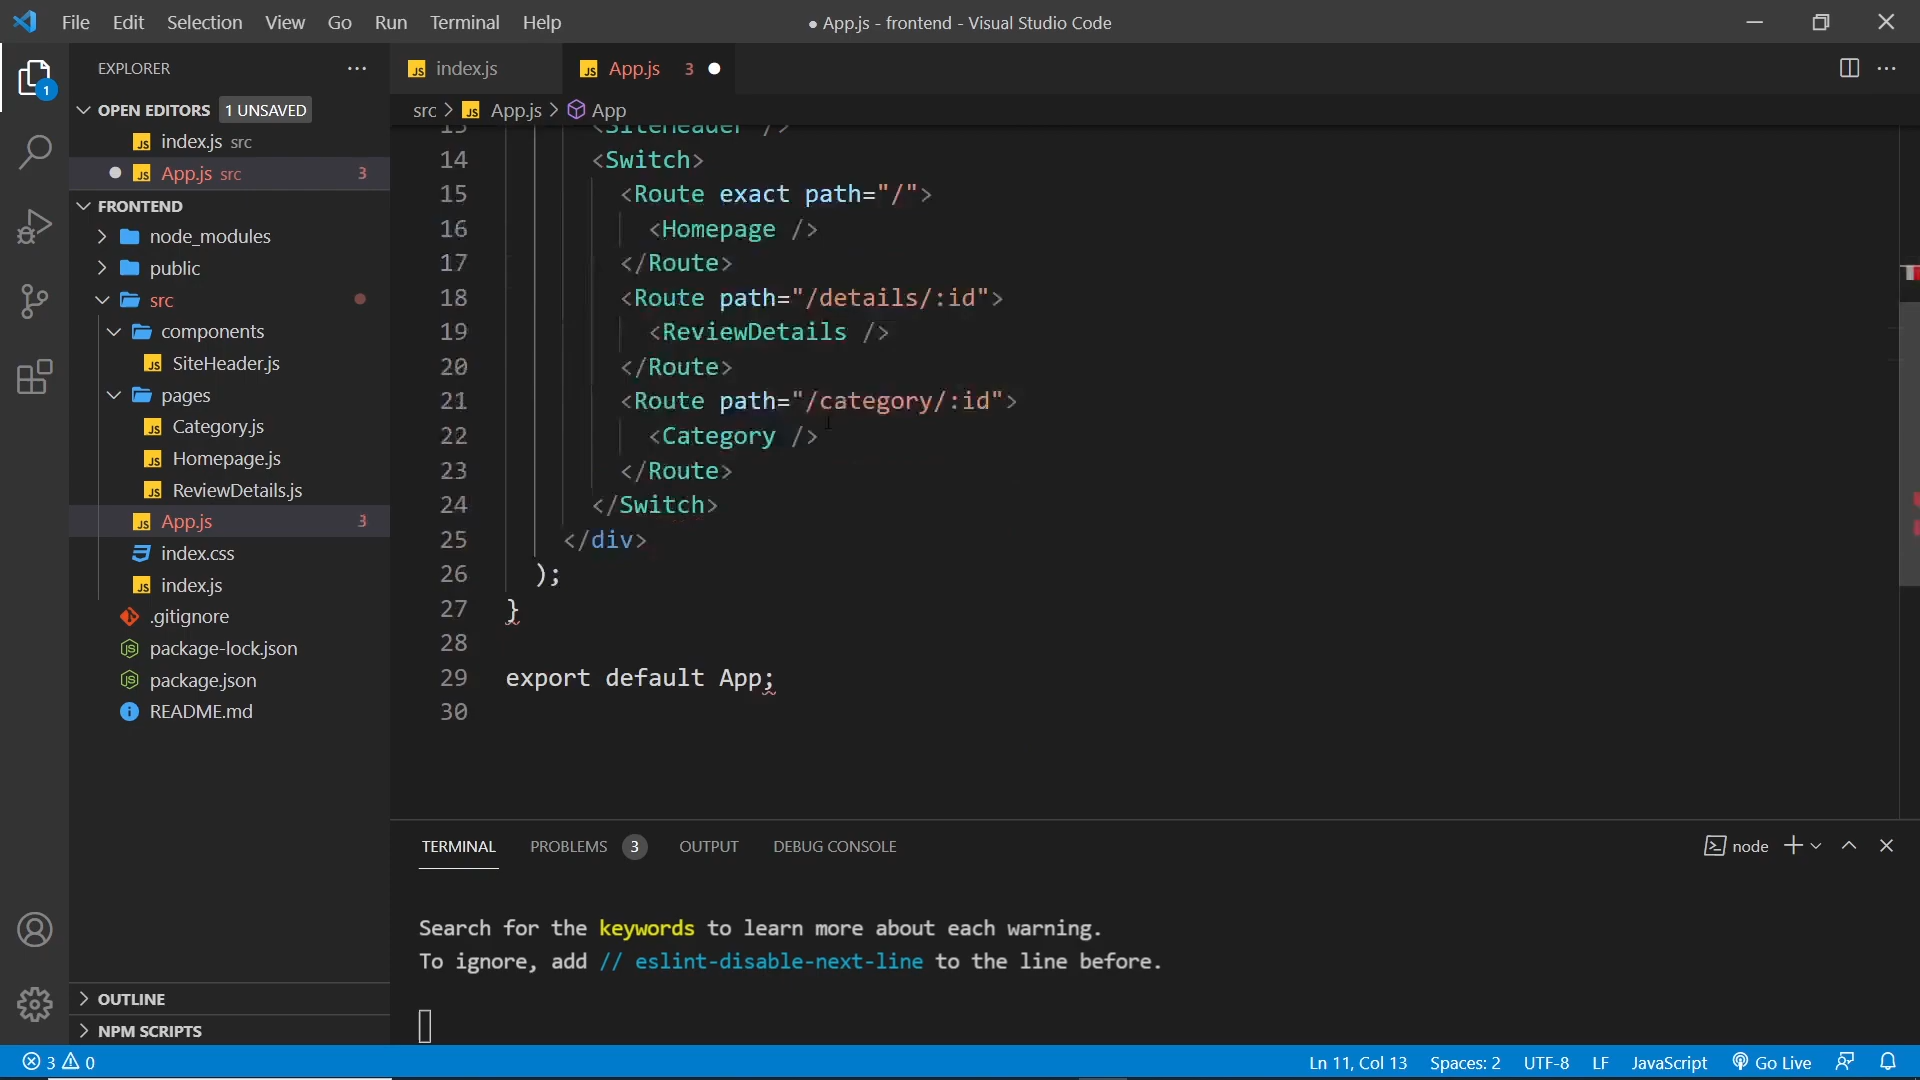 File Edit Selection View Go Run Terminal Help
● App.js - frontend - Visual Studio Code
EXPLORER
OPEN EDITORS 1 UNSAVED
index.js src
App.js src 3
FRONTEND
node_modules
public
src
components
SiteHeader.js
pages
Category.js
Homepage.js
ReviewDetails.js
App.js 3
index.css
index.js
.gitignore
package-lock.json
package.json
README.md
OUTLINE
NPM SCRIPTS
1
index.js
App.js 3
src > App.js > App
13 <SiteHeader />
14 <Switch>
15 <Route exact path="/">
16 <Homepage />
17 </Route>
18 <Route path="/details/:id">
19 <ReviewDetails />
20 </Route>
21 <Route path="/category/:id">
22 <Category />
23 </Route>
24 </Switch>
25 </div>
26 );
27 }
28
29 export default App;
30
TERMINAL PROBLEMS 3 OUTPUT DEBUG CONSOLE
node
Search for the keywords to learn more about each warning.
To ignore, add // eslint-disable-next-line to the line before.
3 0
Ln 11, Col 13 Spaces: 2 UTF-8 LF JavaScript Go Live